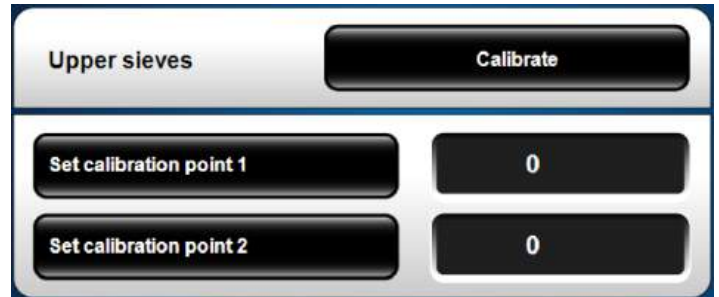 Upper sieves
Calibrate
Set calibration point 1
0
Set calibration point 2
0